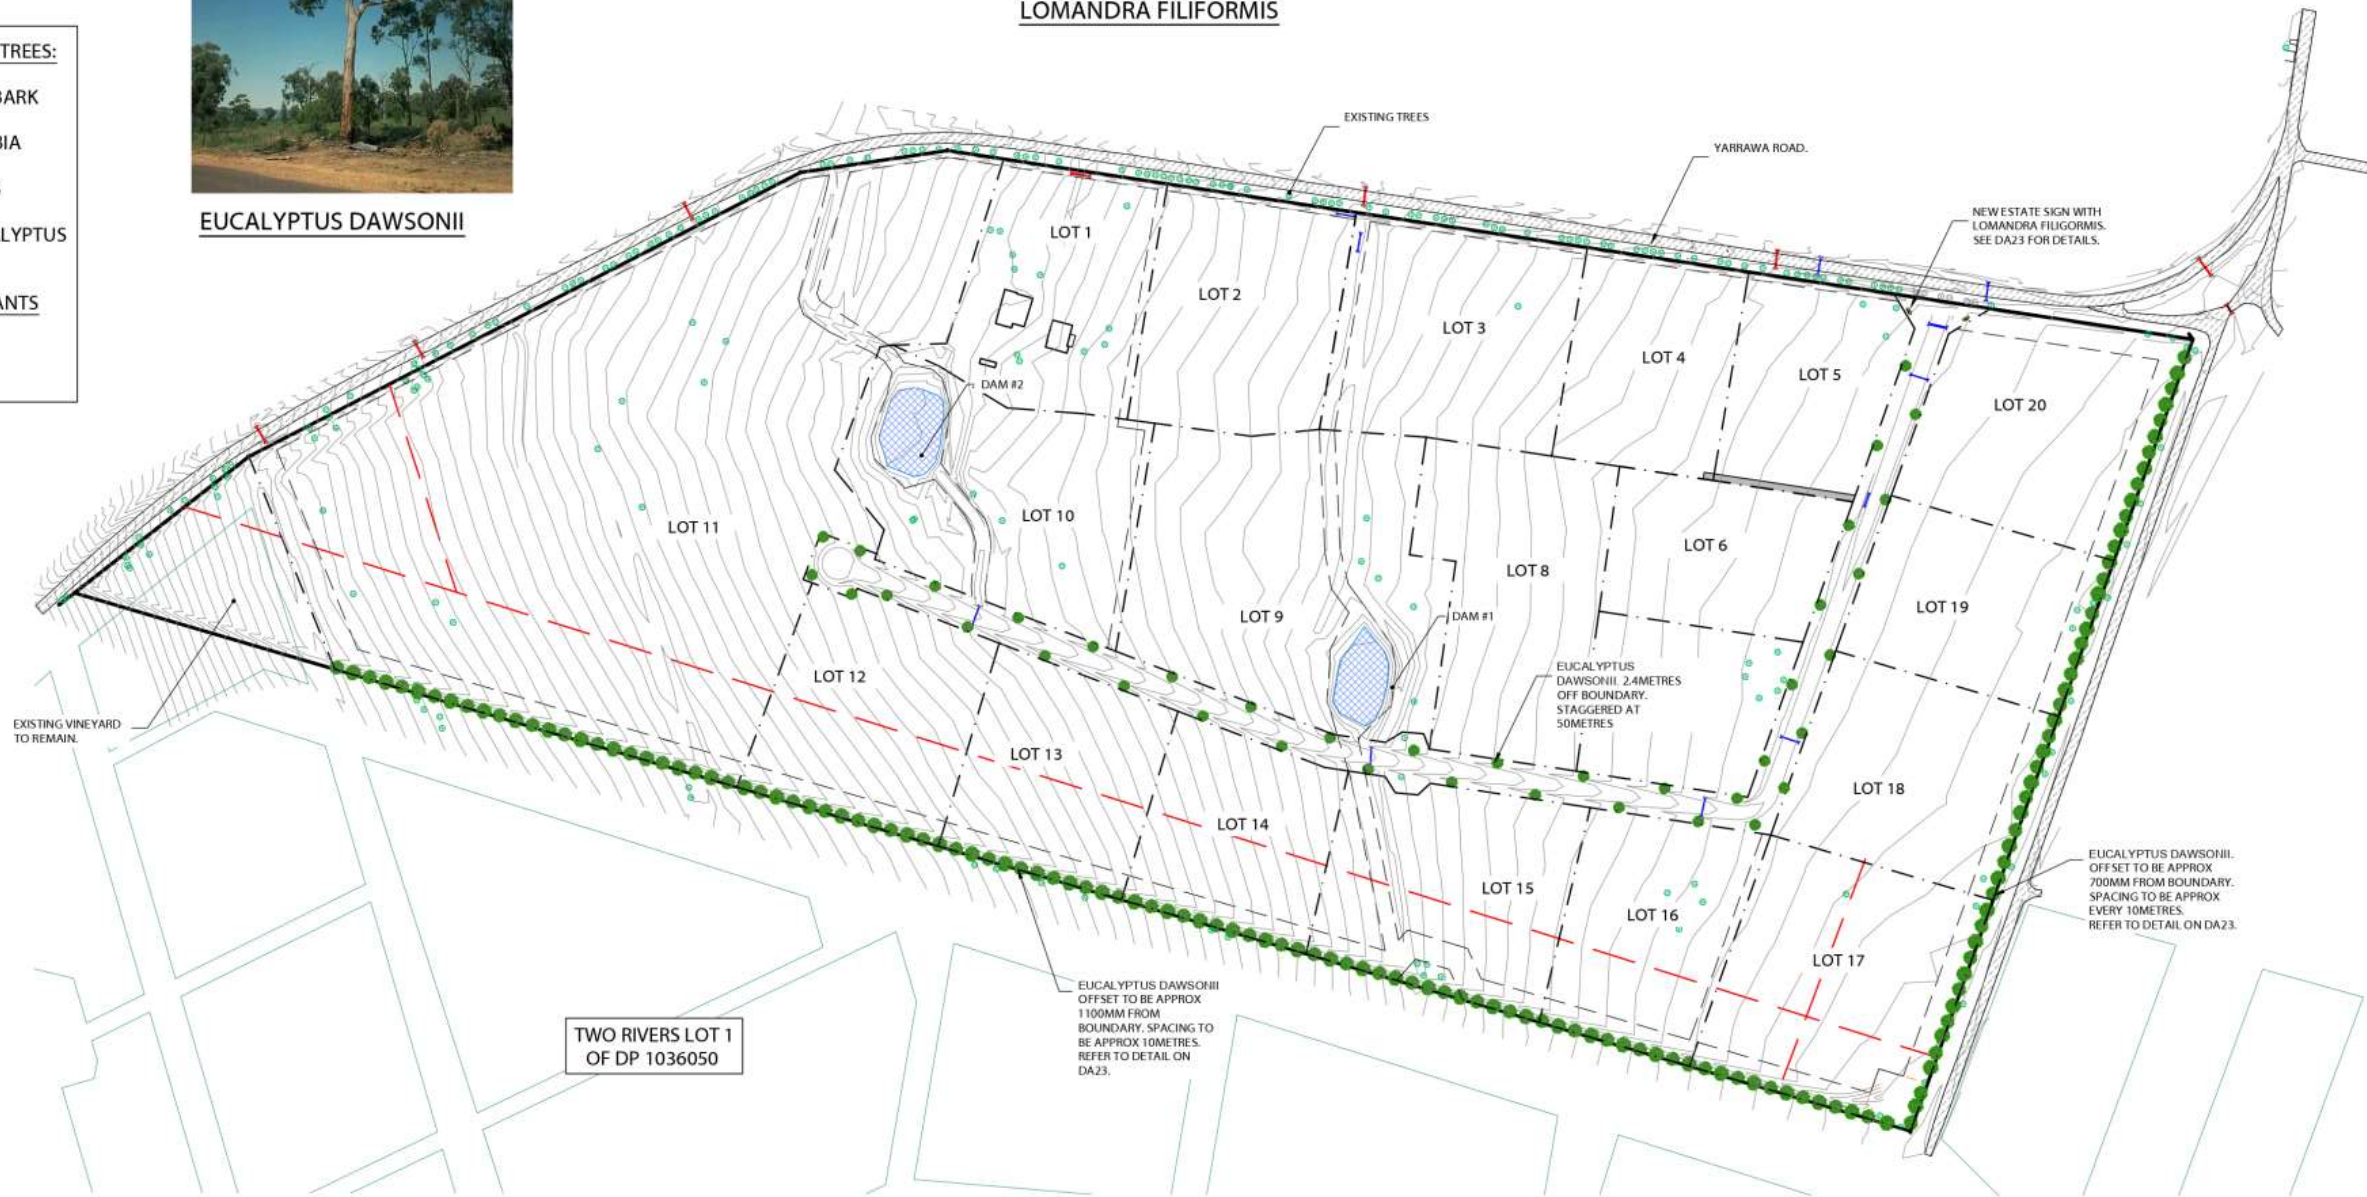 LOMANDRA FILIFORMIS
TREES:
EUCALYPTUS DAWSONII
ANTS
EXISTING TREES
YARRAWA ROAD.
NEW ESTATE SIGN WITH
LOMANDRA FILIGORMIS.
SEE DA23 FOR DETAILS.
LOT 1
LOT 2
LOT 3
LOT 4
LOT 5
LOT 20
DAM #2
LOT 11
LOT 10
LOT 6
LOT 8
LOT 9
LOT 19
DAM #1
LOT 12
EUCALYPTUS
DAWSONII. 2.4METRES
OFF BOUNDARY.
STAGGERED AT
50METRES
EXISTING VINEYARD
TO REMAIN.
LOT 13
LOT 14
LOT 18
LOT 15
LOT 16
LOT 17
EUCALYPTUS DAWSONII.
OFFSET TO BE APPROX
700MM FROM BOUNDARY.
SPACING TO BE APPROX
EVERY 10METRES.
REFER TO DETAIL ON DA23.
EUCALYPTUS DAWSONII
OFFSET TO BE APPROX
1100MM FROM
BOUNDARY. SPACING TO
BE APPROX 10METRES.
REFER TO DETAIL ON
DA23.
TWO RIVERS LOT 1
OF DP 1036050